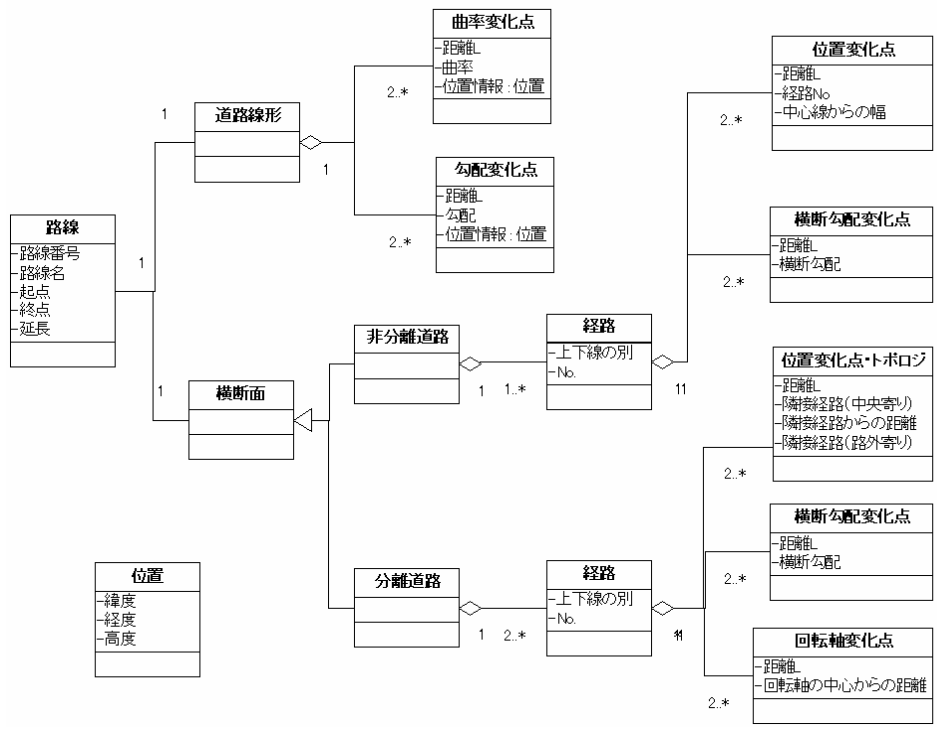 路線
-路線番号
-路線名
-起点
-終点
-延長
1
1
1
道路線形
1
2..*
2..*
曲率変化点
-距離L
-曲率
-位置情報:位置
勾配変化点
-距離L
-勾配
-位置情報:位置
横断面
非分離道路
1
1..*
経路
-上下線の別
-No.
11
2..*
2..*
位置変化点
-距離L
-経路No
-中心線からの幅
横断勾配変化点
-距離L
-横断勾配
分離道路
1
2..*
経路
-上下線の別
-No.
2..*
2..*
2..*
位置変化点・トポロジ
-距離L
-隣接経路(中央寄り)
-隣接経路からの距離
-隣接経路(路外寄り)
横断勾配変化点
-距離L
-横断勾配
回転軸変化点
-距離L
-回転軸の中心からの距離
位置
-緯度
-経度
-高度